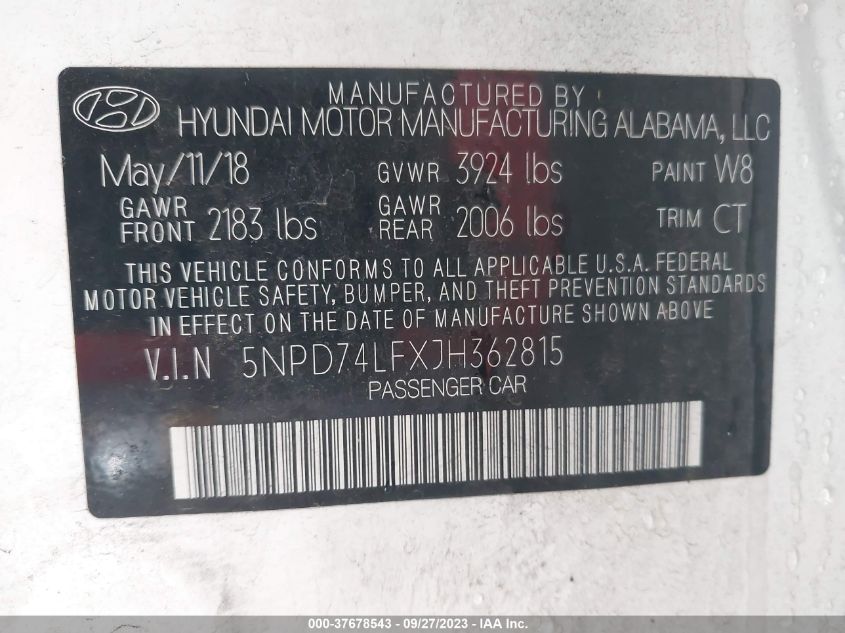 MANUFACTURED BY
HYUNDAI MOTOR MANUFACTURING ALABAMA, LLC
May/11/18 GVWR 3924 lbs PAINT W8
GAWR FRONT 2183 lbs GAWR REAR 2006 lbs TRIM CT
THIS VEHICLE CONFORMS TO ALL APPLICABLE U.S.A. FEDERAL
MOTOR VEHICLE SAFETY, BUMPER, AND THEFT PREVENTION STANDARDS
IN EFFECT ON THE DATE OF MANUFACTURE SHOWN ABOVE
V.I.N 5NPD74LFXJH362815
PASSENGER CAR
000-37678543 - 09/27/2023 - IAA Inc.